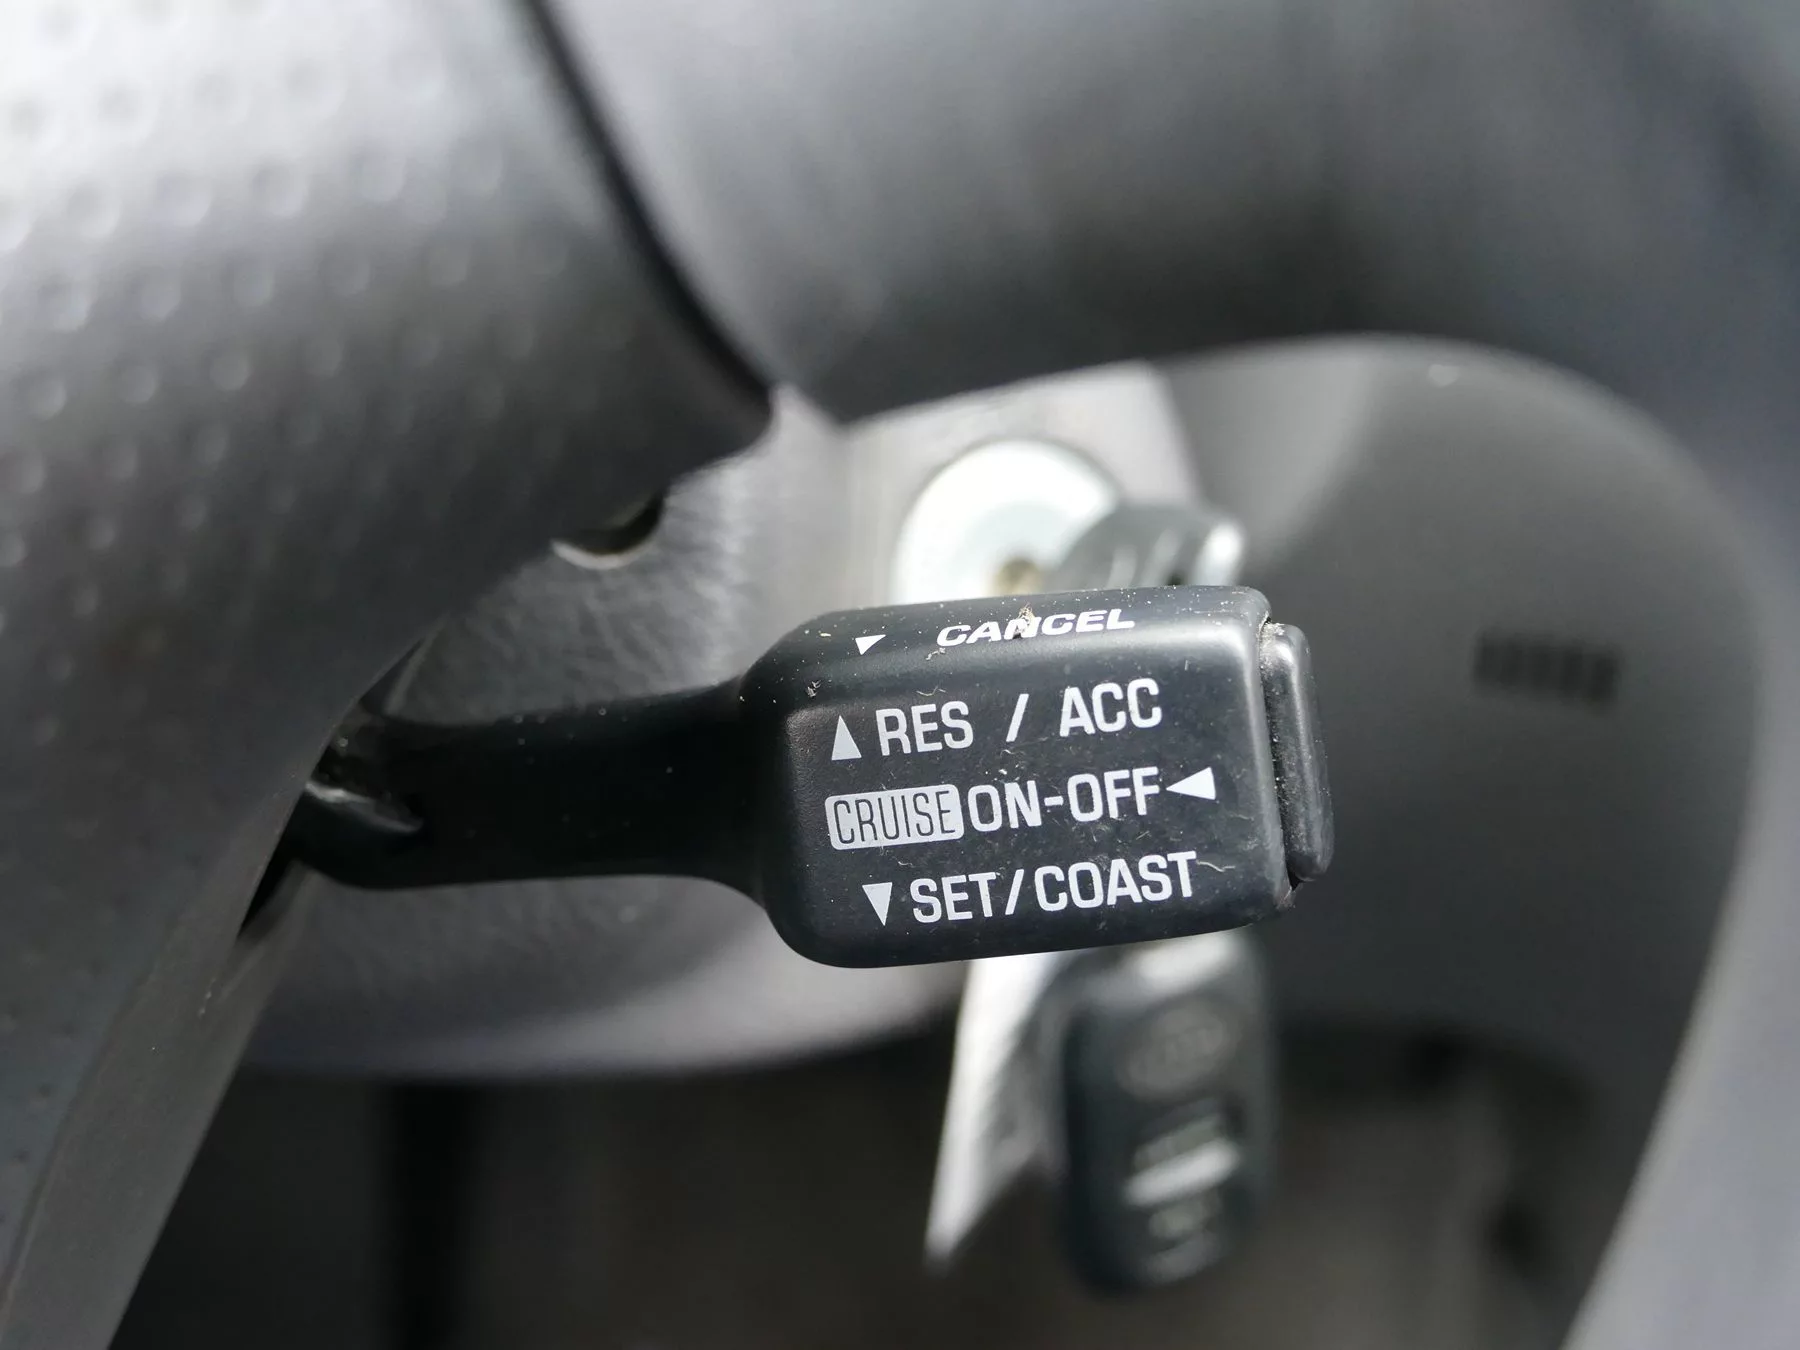 ▼ CANCEL
▲ RES / ACC
CRUISE ON-OFF ◀
▼ SET/COAST